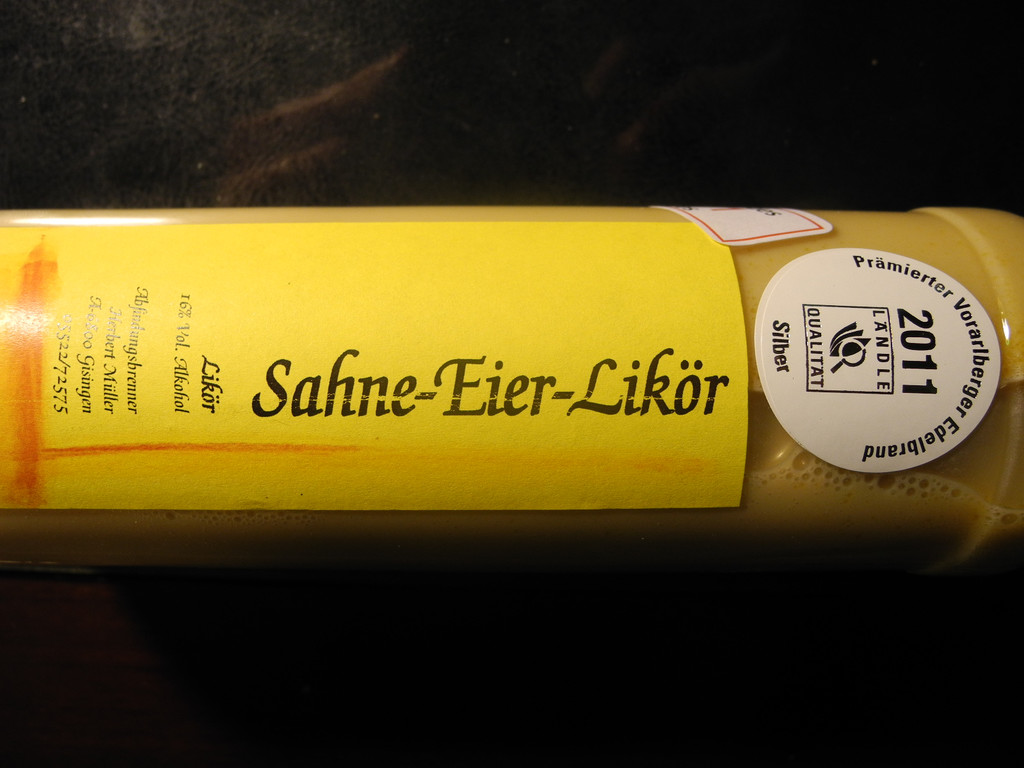 Sahne-Eier-Likör
Likör
16% Vol. Alkohol
Abfindungsbrenner
Herbert Müller
A-6800 Gisingen
Prämierter Vorarlberger Edelbrand
2011
LÄNDLE
QUALITÄT
Silber